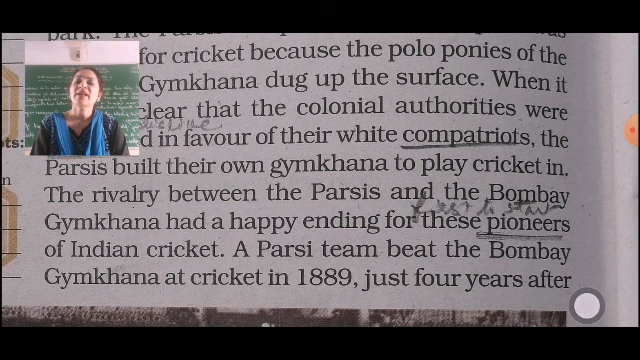 for cricket because the polo ponies of the
Gymkhana dug up the surface. When it
clear that the colonial authorities were
d in favour of their white compatriots, the
Parsis built their own gymkhana to play cricket in.
The rivalry between the Parsis and the Bombay
first to start
Gymkhana had a happy ending for these pioneers
of Indian cricket. A Parsi team beat the Bombay
Gymkhana at cricket in 1889, just four years after